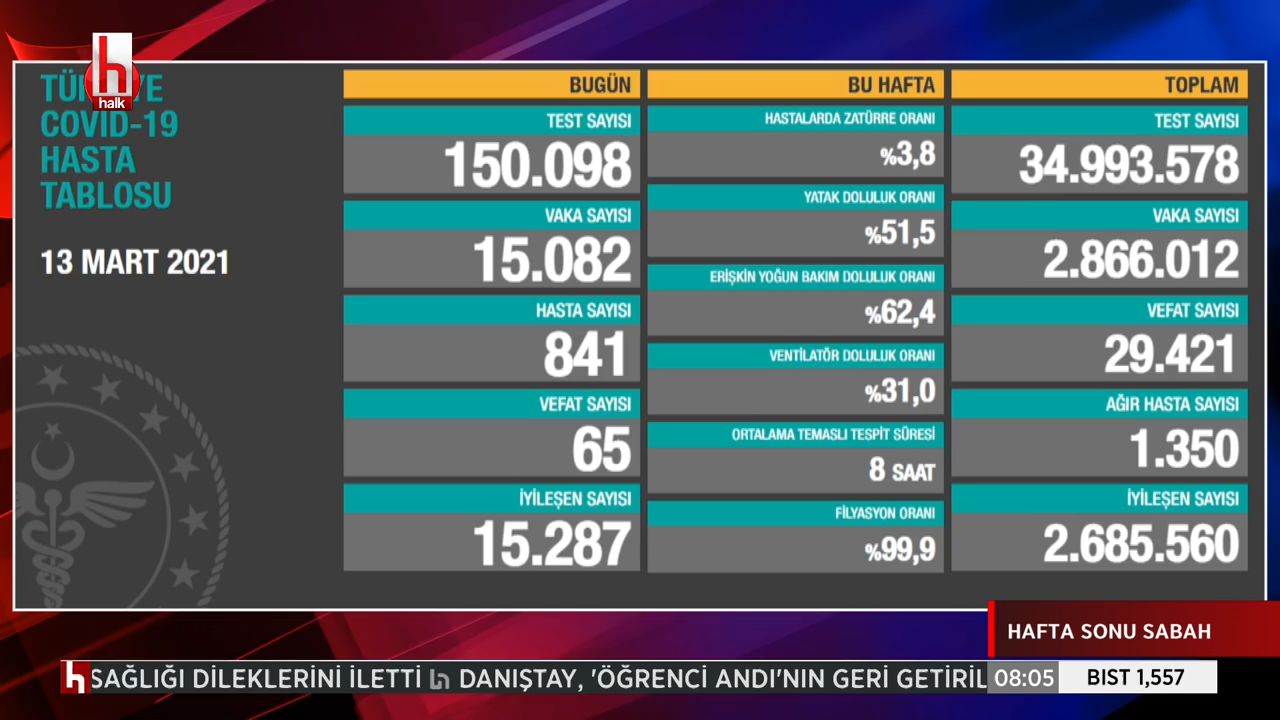 h
halk
COVID-19
HASTA
TABLOSU
13 MART 2021
BUGÜN
TEST SAYISI
150.098
VAKA SAYISI
15.082
HASTA SAYISI
841
VEFAT SAYISI
65
İYİLEŞEN SAYISI
15.287
BU HAFTA
HASTALARDA ZATÜRRE ORANI
%3,8
YATAK DOLULUK ORANI
%51,5
ERİŞKİN YOĞUN BAKIM DOLULUK ORANI
%62,4
VENTİLATÖR DOLULUK ORANI
%31,0
ORTALAMA TEMASLI TESPİT SÜRESİ
8 SAAT
FİLYASYON ORANI
%99,9
TOPLAM
TEST SAYISI
34.993.578
VAKA SAYISI
2.866.012
VEFAT SAYISI
29.421
AĞIR HASTA SAYISI
1.350
İYİLEŞEN SAYISI
2.685.560
HAFTA SONU SABAH
h SAĞLIĞI DİLEKLERİNİ İLETTİ h DANIŞTAY, 'ÖĞRENCİ ANDI'NIN GERİ GETİRİL 08:05 BIST 1,557